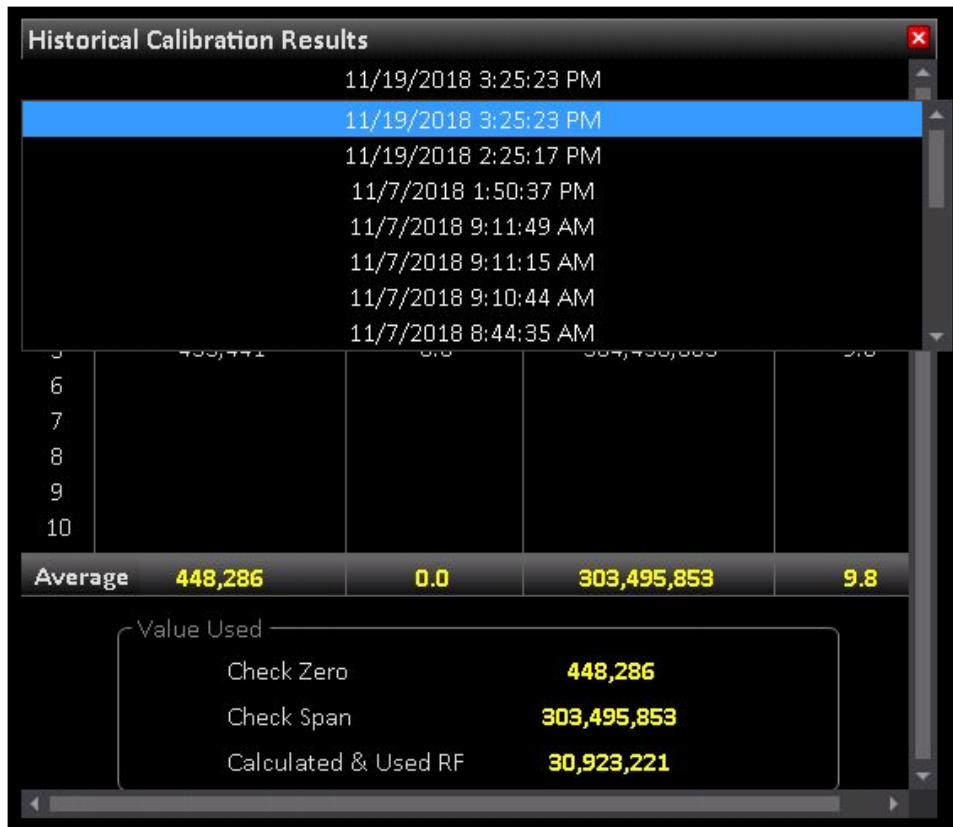 Historical Calibration Results
11/19/2018 3:25:23 PM
11/19/2018 3:25:23 PM
11/19/2018 2:25:17 PM
11/7/2018 1:50:37 PM
11/7/2018 9:11:49 AM
11/7/2018 9:11:15 AM
11/7/2018 9:10:44 AM
11/7/2018 8:44:35 AM
6
7
8
9
10
Average 448,286 0.0 303,495,853 9.8
Value Used
Check Zero 448,286
Check Span 303,495,853
Calculated & Used RF 30,923,221